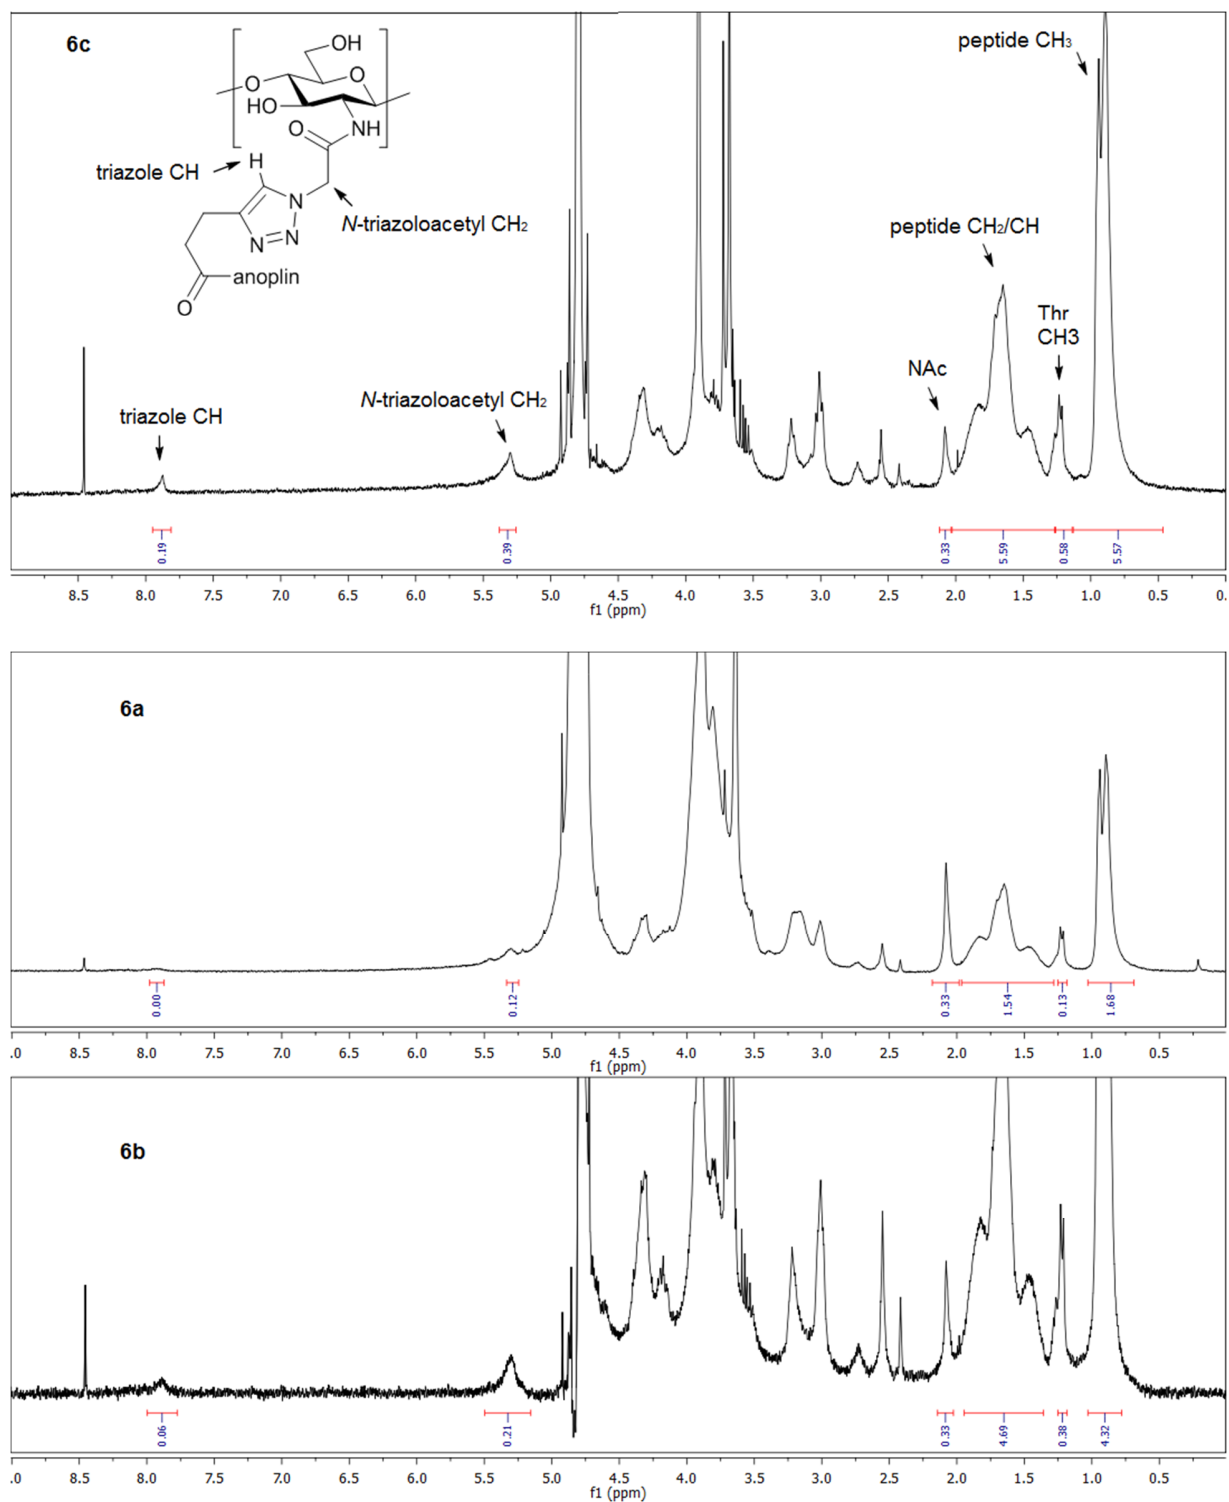 6c
OH
O
O
HO
NH
O
H
triazole CH
N
N-triazoloacetyl CH₂
N=N
anoplin
O
peptide CH₃
peptide CH₂/CH
Thr
CH3
NAc
N-triazoloacetyl CH₂
triazole CH
0.19
0.39
0.33
5.59
0.58
5.57
8.5 8.0 7.5 7.0 6.5 6.0 5.5 5.0 4.5 4.0 3.5 3.0 2.5 2.0 1.5 1.0 0.5 0.
f1 (ppm)
6a
0.00
0.12
0.33
1.54
0.13
1.68
.0 8.5 8.0 7.5 7.0 6.5 6.0 5.5 5.0 4.5 4.0 3.5 3.0 2.5 2.0 1.5 1.0 0.5
f1 (ppm)
6b
0.06
0.21
0.33
4.69
0.38
4.32
.0 8.5 8.0 7.5 7.0 6.5 6.0 5.5 5.0 4.5 4.0 3.5 3.0 2.5 2.0 1.5 1.0 0.5
f1 (ppm)